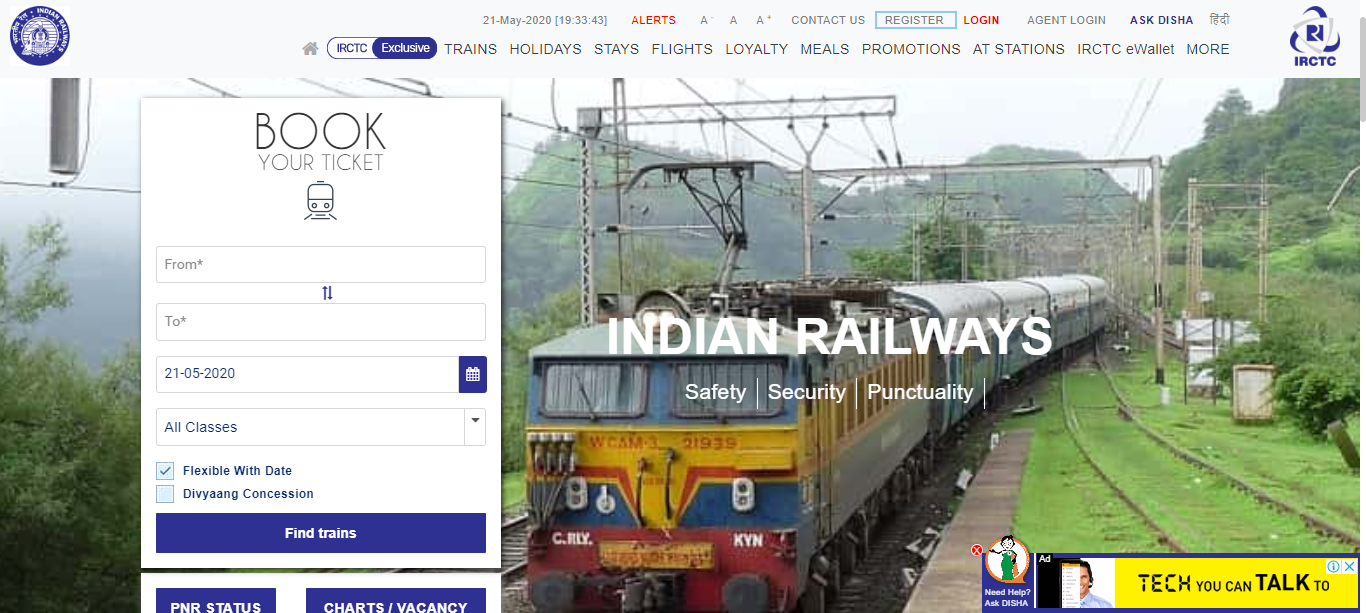 INDIAN RAILWAYS
21-May-2020 [19:33:43] ALERTS A- A A+ CONTACT US REGISTER LOGIN AGENT LOGIN ASK DISHA हिंदी
IRCTC Exclusive TRAINS HOLIDAYS STAYS FLIGHTS LOYALTY MEALS PROMOTIONS AT STATIONS IRCTC eWallet MORE
IRCTC
BOOK
YOUR TICKET
From*
To*
21-05-2020
All Classes
Flexible With Date
Divyaang Concession
Find trains
PNR STATUS CHARTS / VACANCY
INDIAN RAILWAYS
Safety Security Punctuality
WCAM-3 21939
C.RLY. KYN
Need Help?
Ask DISHA
Ad
TECH YOU CAN TALK TO